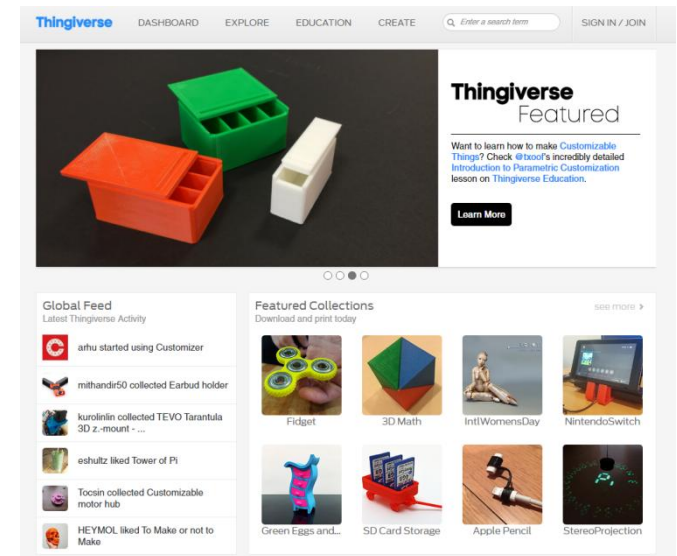 Thingiverse DASHBOARD EXPLORE EDUCATION CREATE Enter a search term SIGN IN / JOIN
Thingiverse
Featured
Want to learn how to make Customizable
Things? Check @txool's incredibly detailed
Introduction to Parametric Customization
lesson on Thingiverse Education.
Learn More
Global Feed
Latest Thingiverse Activity
arhu started using Customizer
mithandir50 collected Earbud holder
kurolinlin collected TEVO Tarantula
3D z.-mount - ...
eshultz liked Tower of Pi
Tocsin collected Customizable
motor hub
HEYMOL liked To Make or not to
Make
Featured Collections
see more
Download and print today
Fidget
3D Math
IntlWomensDay
NintendoSwitch
Green Eggs and...
SD Card Storage
Apple Pencil
StereoProjection